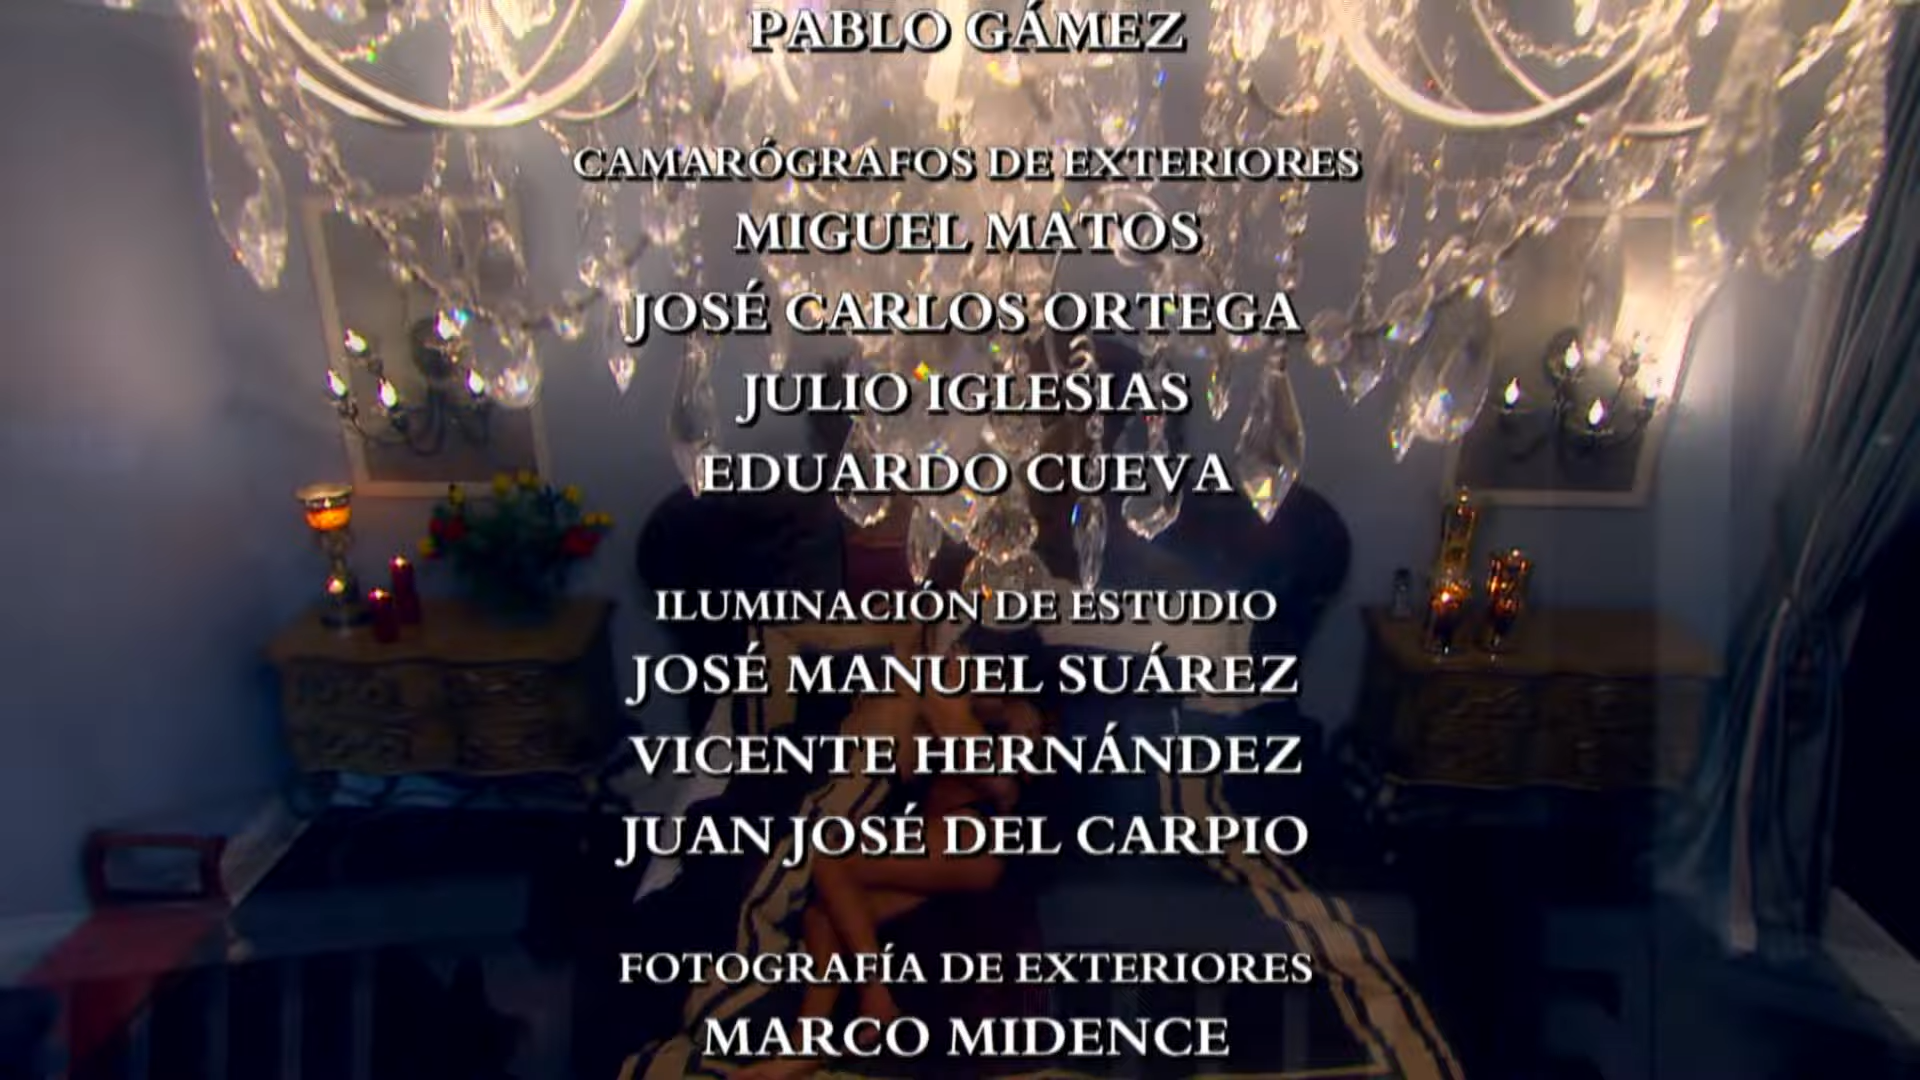 PABLO GÁMEZ
CAMARÓGRAFOS DE EXTERIORES
MIGUEL MATOS
JOSÉ CARLOS ORTEGA
JULIO IGLESIAS
EDUARDO CUEVA
ILUMINACIÓN DE ESTUDIO
JOSÉ MANUEL SUÁREZ
VICENTE HERNÁNDEZ
JUAN JOSÉ DEL CARPIO
FOTOGRAFÍA DE EXTERIORES
MARCO MIDENCE